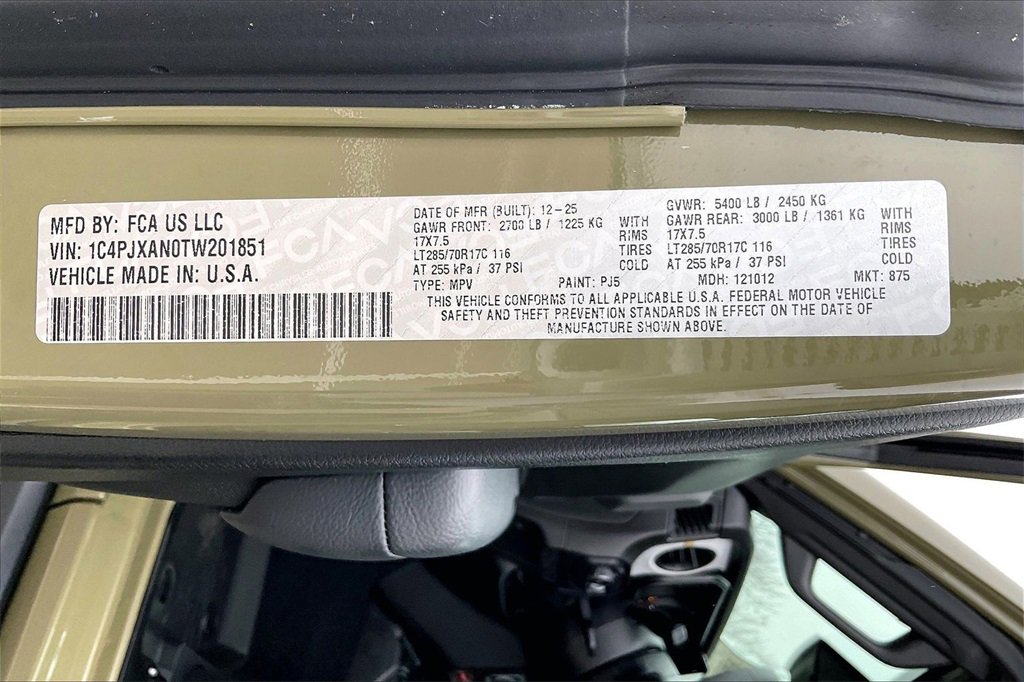 MFD BY: FCA US LLC
VIN: 1C4PJXAN0TW201851
VEHICLE MADE IN: U.S.A.
DATE OF MFR (BUILT): 12-25
GAWR FRONT: 2700 LB / 1225 KG WITH
17X7.5 RIMS
LT285/70R17C 116 TIRES
AT 255 kPa / 37 PSI COLD
GVWR: 5400 LB / 2450 KG
GAWR REAR: 3000 LB / 1361 KG WITH
17X7.5 RIMS
LT285/70R17C 116 TIRES
AT 255 kPa / 37 PSI COLD
TYPE: MPV PAINT: PJ5 MDH: 121012 MKT: 875
THIS VEHICLE CONFORMS TO ALL APPLICABLE U.S.A. FEDERAL MOTOR VEHICLE
SAFETY AND THEFT PREVENTION STANDARDS IN EFFECT ON THE DATE OF
MANUFACTURE SHOWN ABOVE.